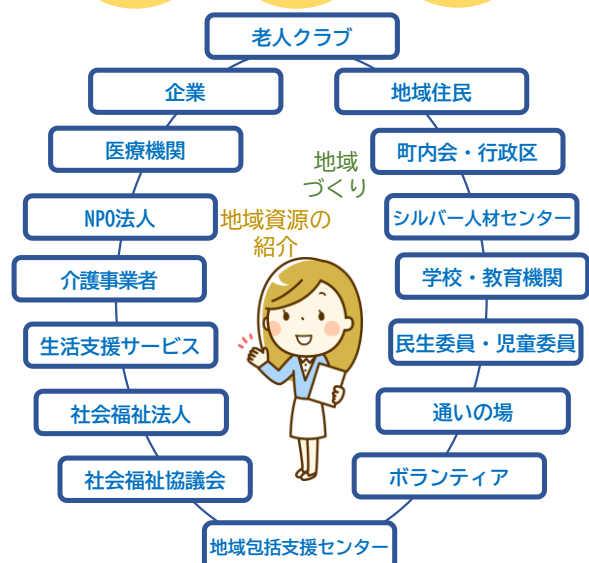 老人クラブ
企業
地域住民
医療機関
町内会・行政区
地域
づくり
NPO法人
地域資源の
紹介
シルバー人材センター
介護事業者
学校・教育機関
生活支援サービス
民生委員・児童委員
社会福祉法人
通いの場
社会福祉協議会
ボランティア
地域包括支援センター